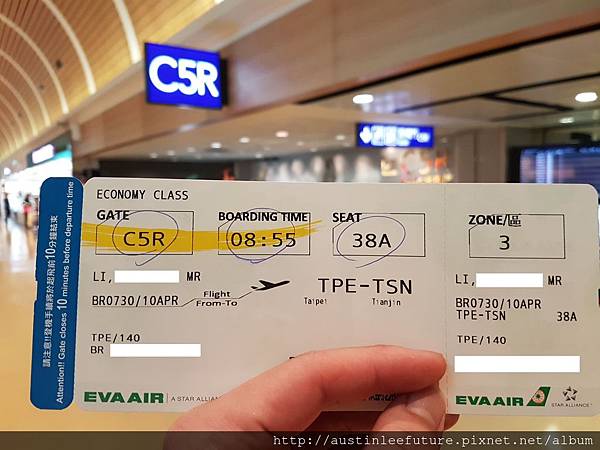 C5R
ECONOMY CLASS
GATE BOARDING TIME SEAT ZONE/區
C5R 08:55 38A 3
LI, MR
BR0730/10APR
Flight
From-To
TPE-TSN
Taipei Tianjin
TPE/140
BR
EVA AIR A STAR ALLIANCE
LI, MR
BR0730/10APR
TPE-TSN 38A
TPE/140
EVA AIR
STAR ALLIANCE
請注意!!登機手續將於起飛前10分鐘結束
Attention!! Gate closes 10 minutes before departure time
http://austinleefuture.pixnet.net/album